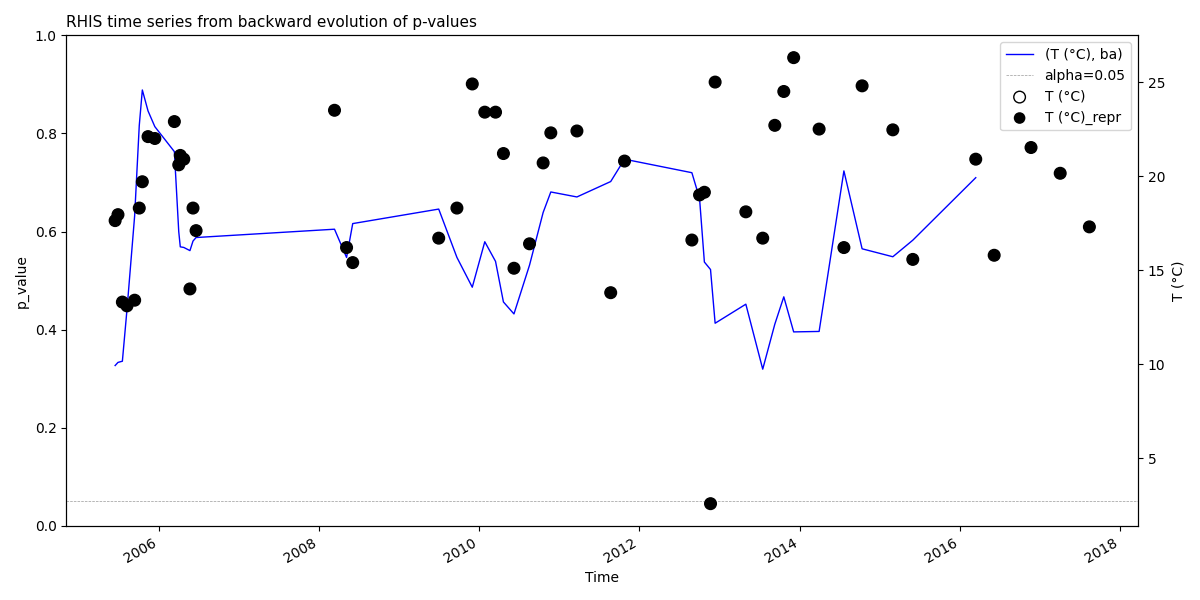 RHIS time series from backward evolution of p-values
1.0
0.8
0.6
0.4
0.2
0.0
p_value
25
20
15
10
5
T (°C)
(T (°C), ba)
alpha=0.05
T (°C)
T (°C)_repr
2006
2008
2010
2012
2014
2016
2018
Time